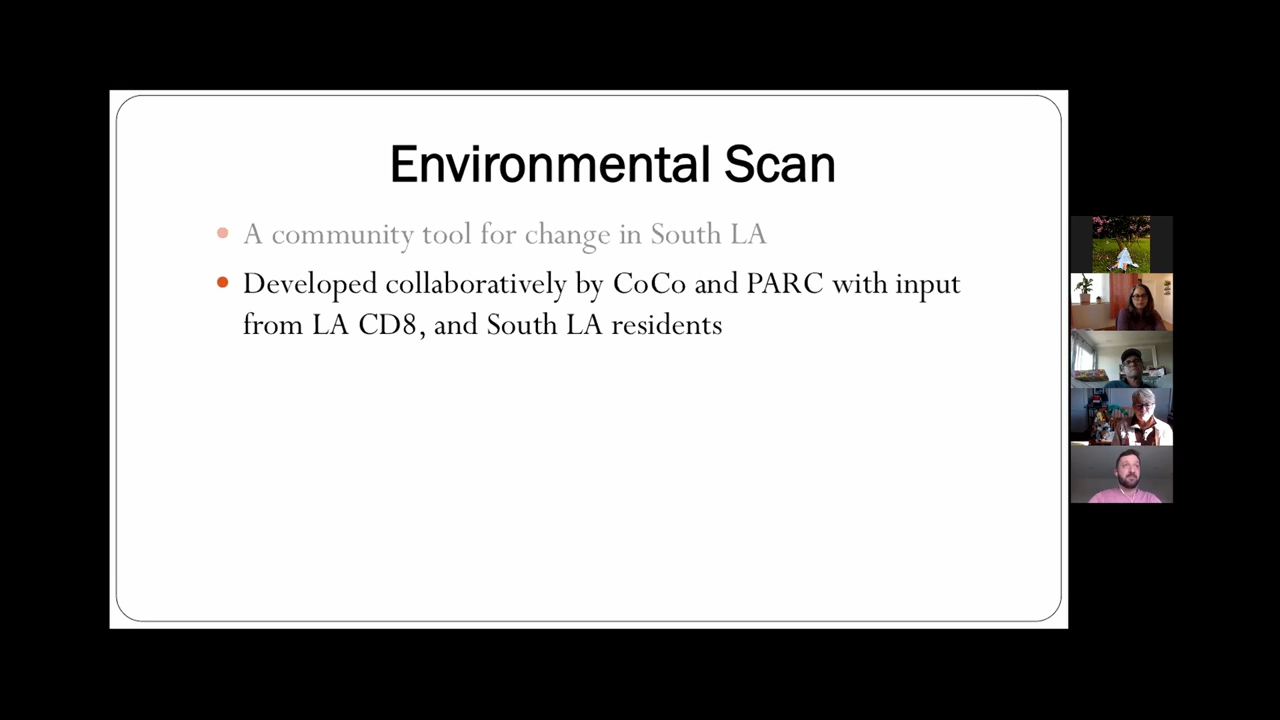 Environmental Scan
A community tool for change in South LA
Developed collaboratively by CoCo and PARC with input
from LA CD8, and South LA residents